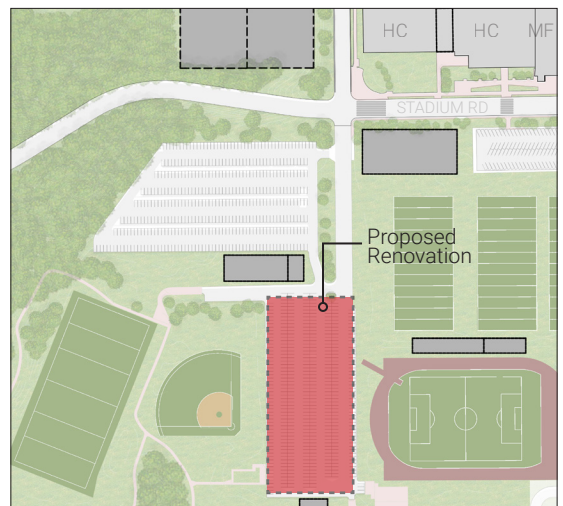 HC
HC
MF
STADIUM RD
Proposed
Renovation